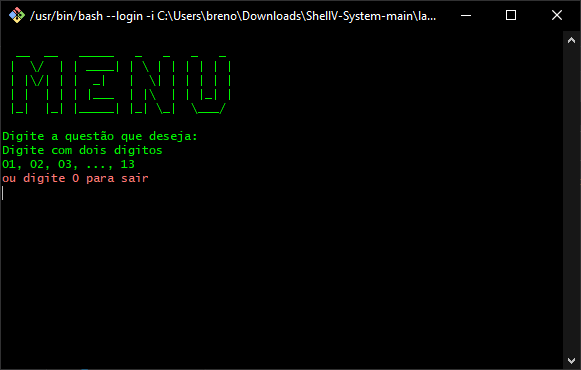 /usr/bin/bash --login -i C:\Users\breno\Downloads\ShellV-System-main\la...
MENU
Digite a questão que deseja:
Digite com dois digitos
01, 02, 03, ..., 13
ou digite 0 para sair